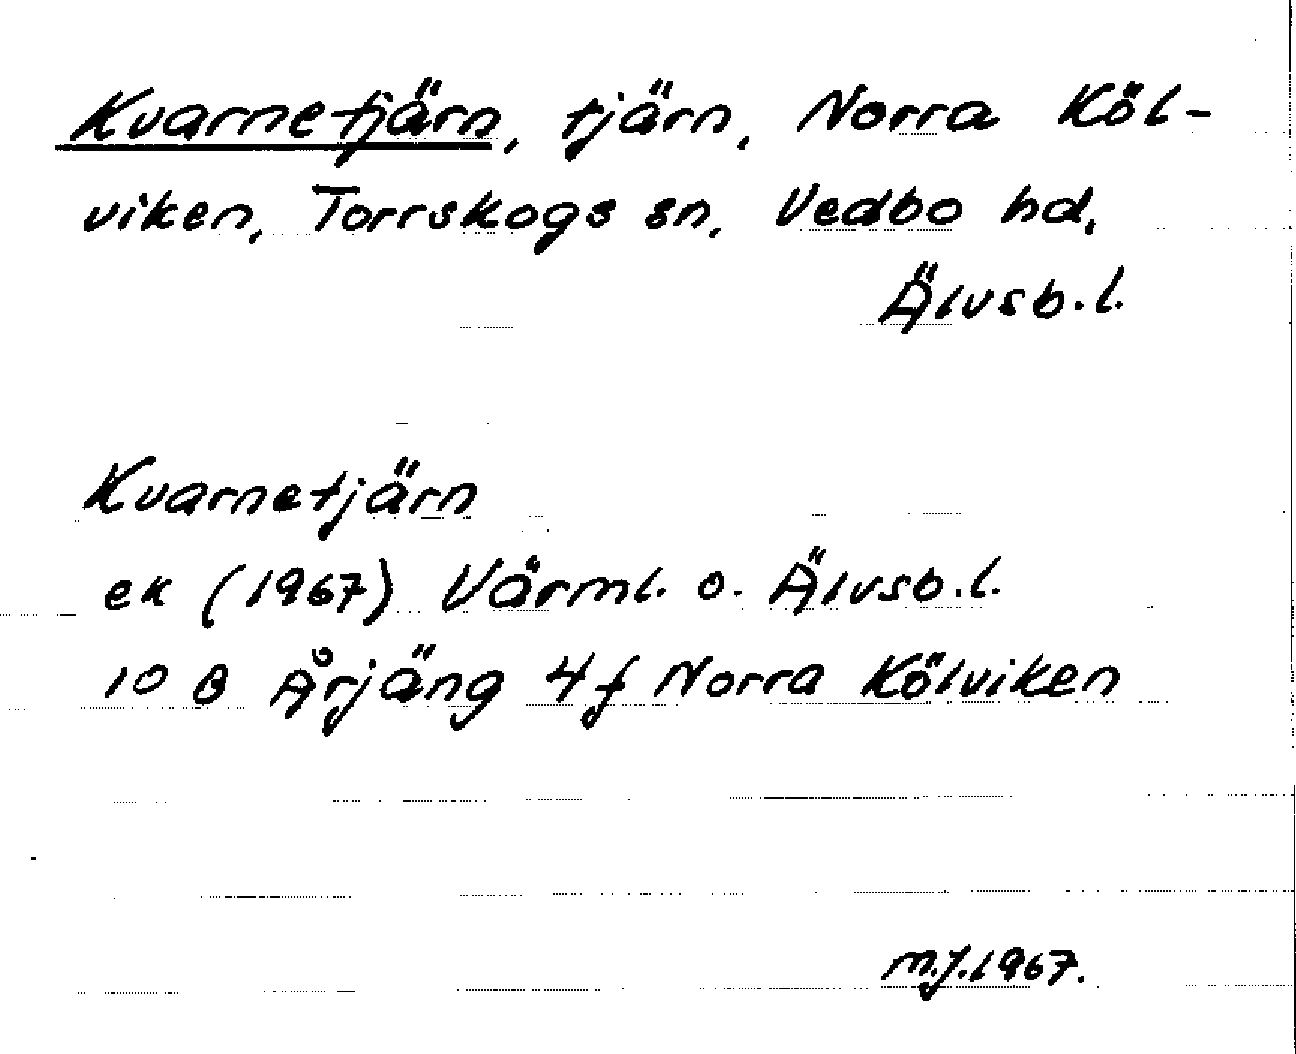 Kvarnetjärn, tjärn, Norra Köl-
viken, Torrskogs sn, Vedbo hd,
Älvsb.l.
Kvarnetjärn
ek (1967) Värml. o. Älvsb.l.
10 B Årjäng 4f Norra Kölviken
M.J.1967.